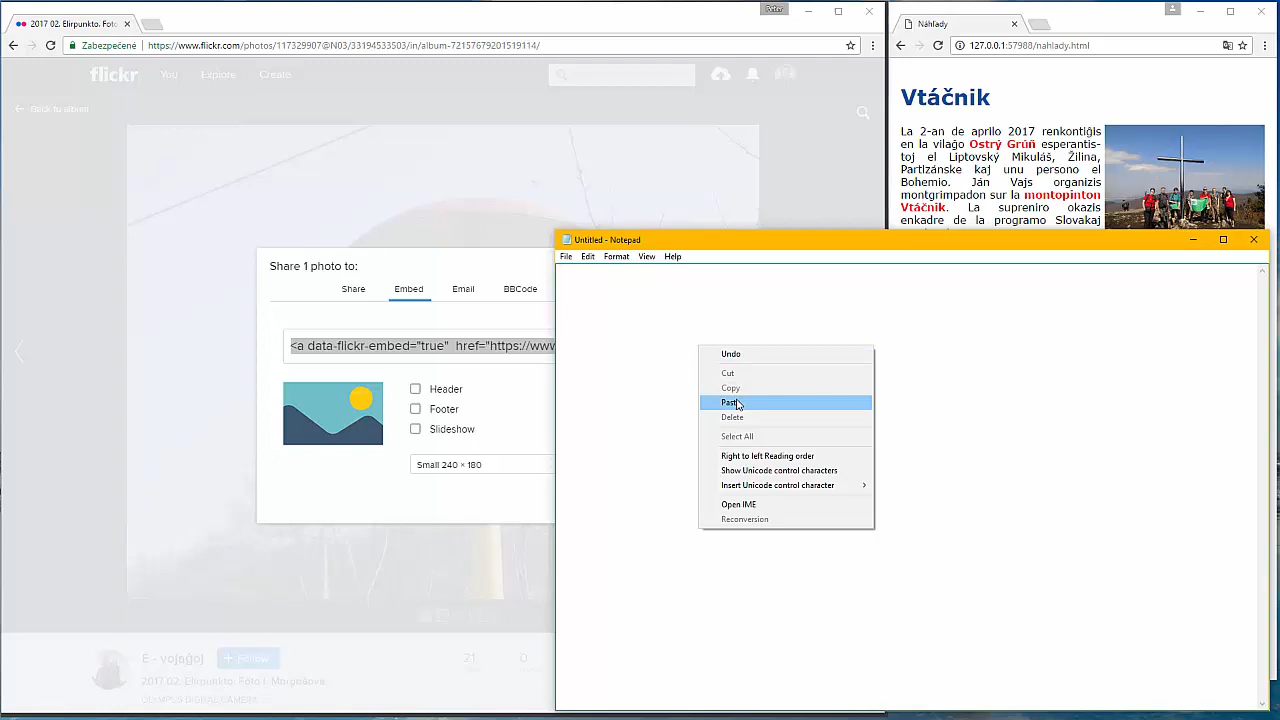 Peter
2017 02. Elirpunkto. Foto
Zabezpečené
https://www.flickr.com/photos/117329907@N03/33194533503/in/album-72157679201519114/
flickr
You
Explore
Create
Back to album
Share 1 photo to:
Share
Embed
Email
BBCode
<a data-flickr-embed="true" href="https://www
Header
Footer
Slideshow
Small 240 × 180
E - vojaĝoj
+ Follow
21
0
2017 02. Elirpunkto. Foto I. Morgošova
OLYMPUS DIGITAL CAMERA
Náhľady
127.0.0.1:57988/nahlady.html
Vtáčnik
La 2-an de aprilo 2017 renkontiĝis
en la vilaĝo Ostrý Grúň esperantis-
toj el Liptovský Mikuláš, Žilina,
Partizánske kaj unu persono el
Bohemio. Ján Vajs organizis
montgrimpadon sur la montopinton
Vtáčnik. La supreniro okazis
enkadre de la programo Slovakaj
Untitled - Notepad
File Edit Format View Help
Undo
Cut
Copy
Paste
Delete
Select All
Right to left Reading order
Show Unicode control characters
Insert Unicode control character
Open IME
Reconversion